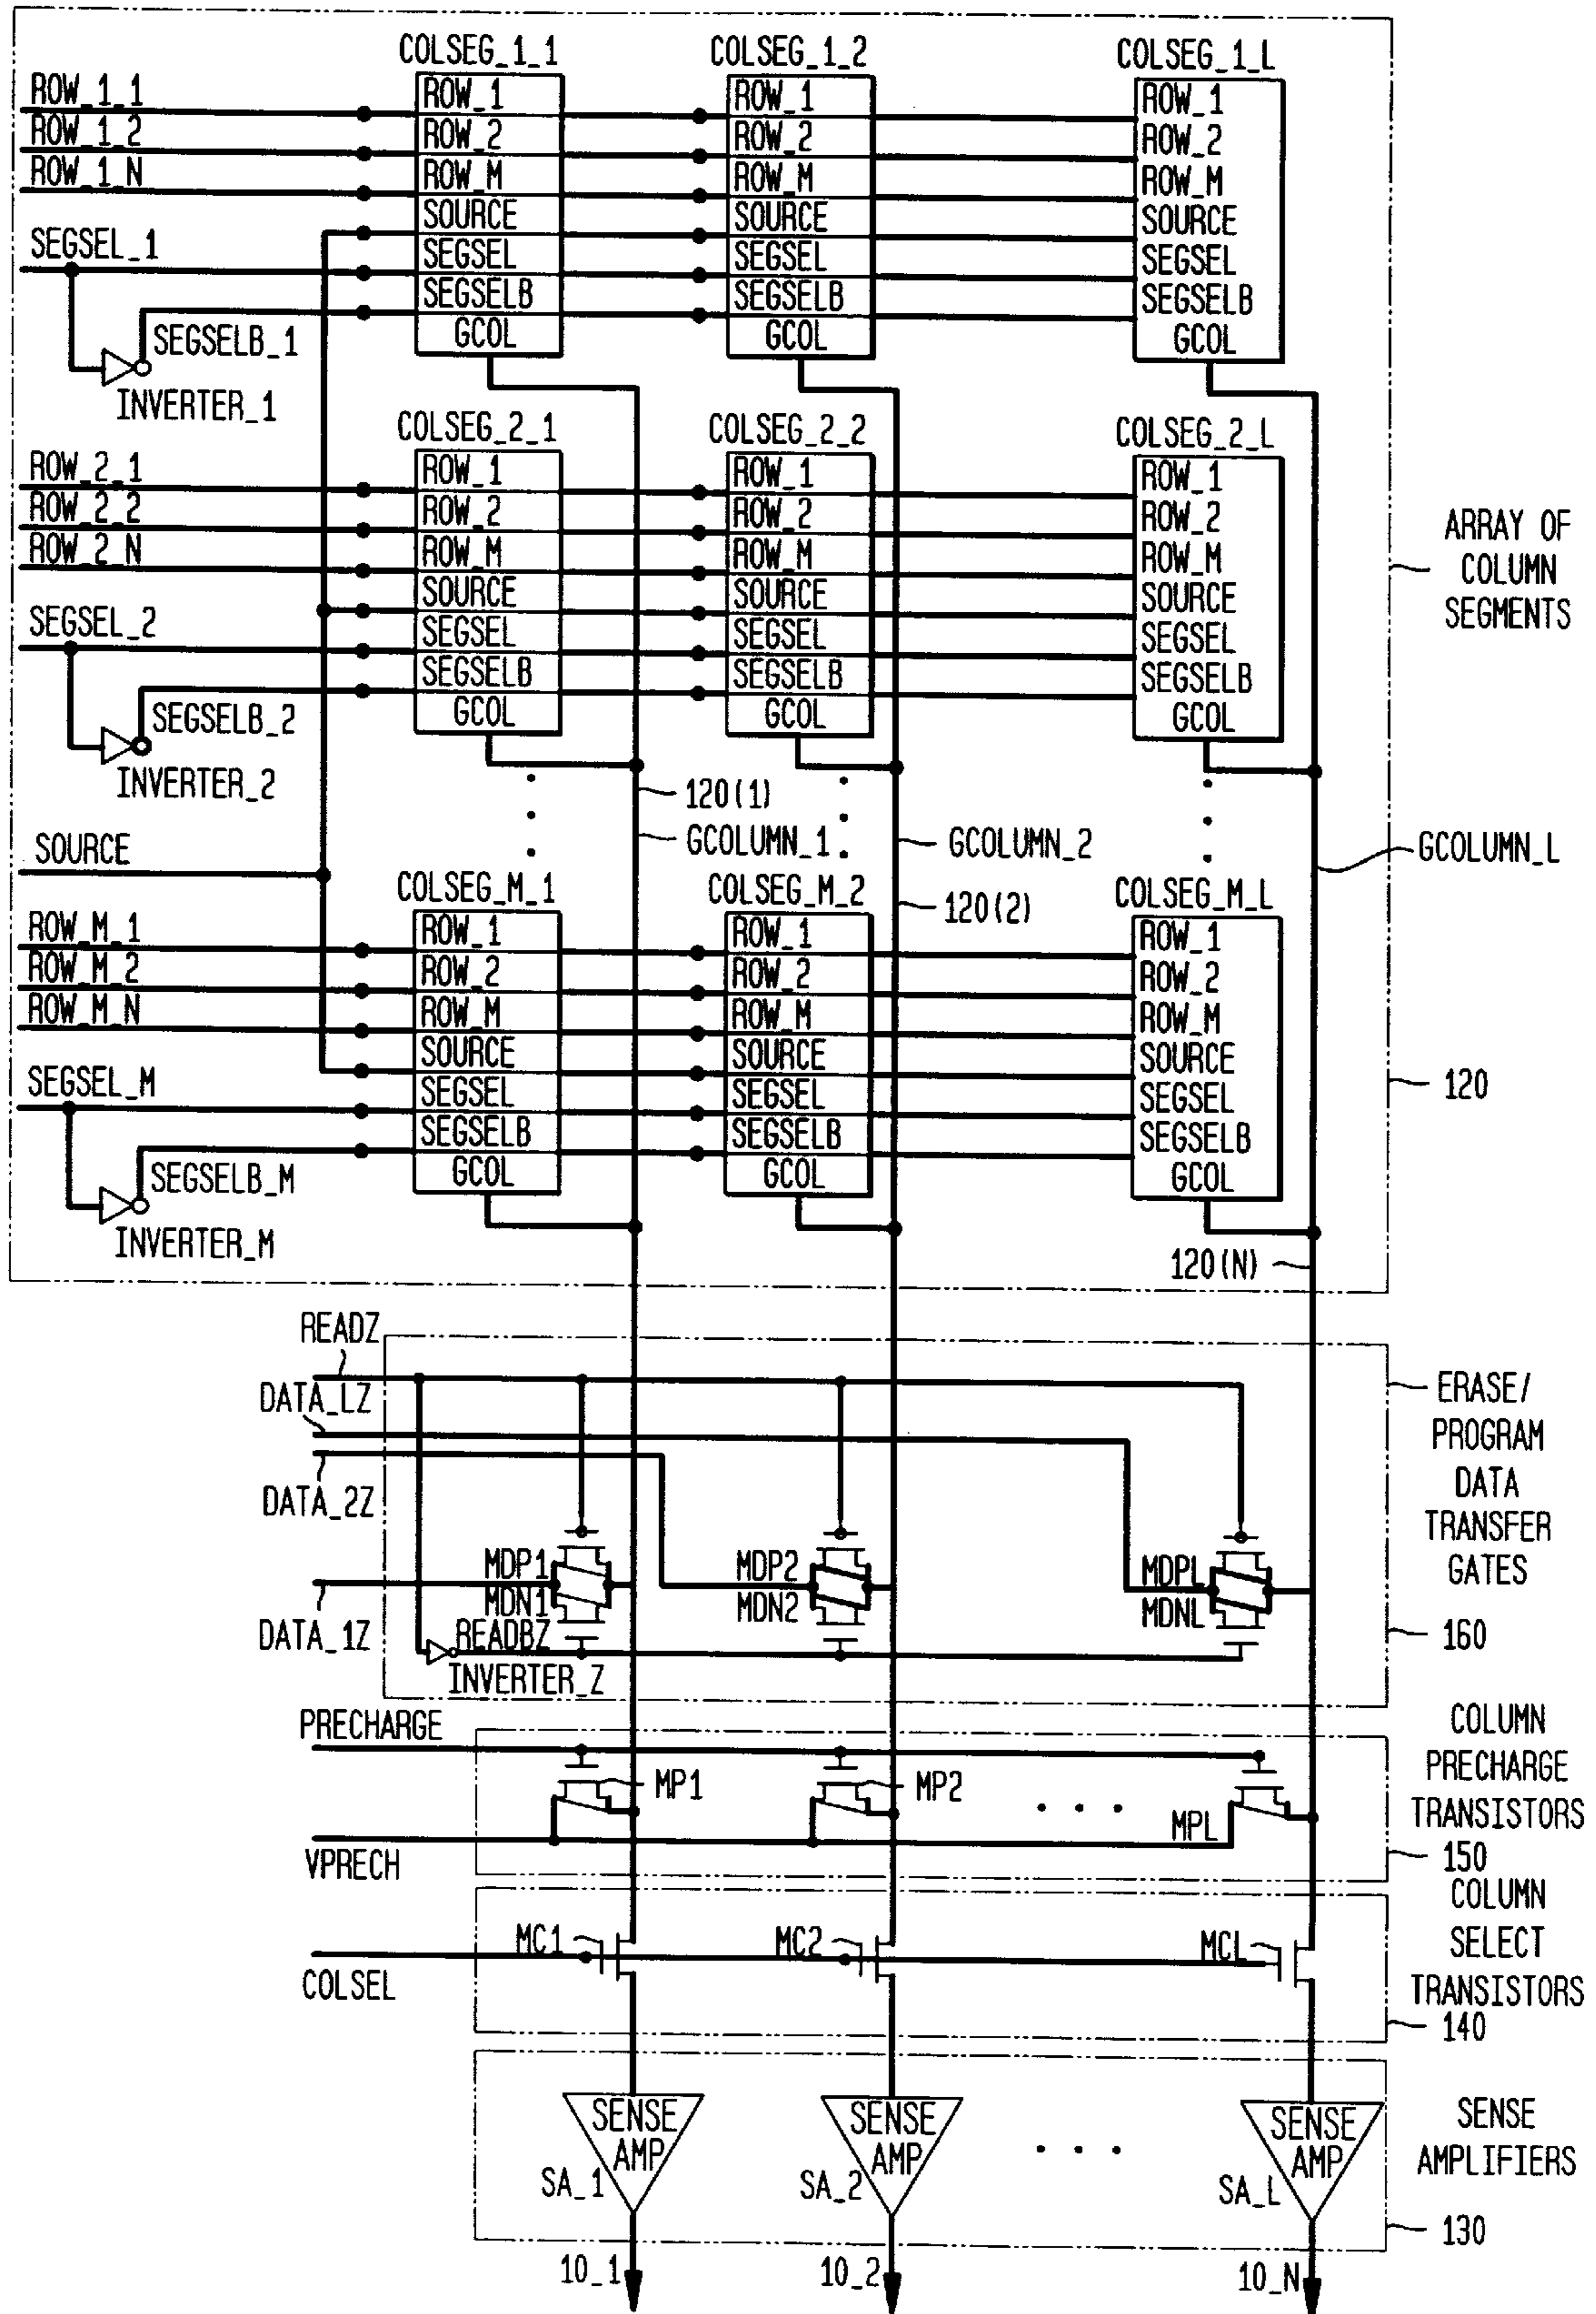 COLSEG_1_1
COLSEG_1_2
COLSEG_1_L
ROW_1_1
ROW_1_2
ROW_1_N
SEGSEL_1
SEGSELB_1
INVERTER_1
ROW_1
ROW_2
ROW_M
SOURCE
SEGSEL
SEGSELB
GCOL
ROW_1
ROW_2
ROW_M
SOURCE
SEGSEL
SEGSELB
GCOL
ROW_1
ROW_2
ROW_M
SOURCE
SEGSEL
SEGSELB
GCOL
COLSEG_2_1
COLSEG_2_2
COLSEG_2_L
ROW_2_1
ROW_2_2
ROW_2_N
SEGSEL_2
SEGSELB_2
INVERTER_2
ROW_1
ROW_2
ROW_M
SOURCE
SEGSEL
SEGSELB
GCOL
ROW_1
ROW_2
ROW_M
SOURCE
SEGSEL
SEGSELB
GCOL
ROW_1
ROW_2
ROW_M
SOURCE
SEGSEL
SEGSELB
GCOL
ARRAY OF
COLUMN
SEGMENTS
120(1)
GCOLUMN_1
GCOLUMN_2
GCOLUMN_L
120(2)
SOURCE
COLSEG_M_1
COLSEG_M_2
COLSEG_M_L
ROW_M_1
ROW_M_2
ROW_M_N
SEGSEL_M
SEGSELB_M
INVERTER_M
ROW_1
ROW_2
ROW_M
SOURCE
SEGSEL
SEGSELB
GCOL
ROW_1
ROW_2
ROW_M
SOURCE
SEGSEL
SEGSELB
GCOL
ROW_1
ROW_2
ROW_M
SOURCE
SEGSEL
SEGSELB
GCOL
120
120(N)
READZ
DATA_LZ
DATA_2Z
DATA_1Z
MDP1
MDN1
MDP2
MDN2
MDPL
MDNL
READBZ
INVERTER_Z
ERASE/
PROGRAM
DATA
TRANSFER
GATES
160
PRECHARGE
MP1
MP2
MPL
VPRECH
COLUMN
PRECHARGE
TRANSISTORS
150
COLSEL
MC1
MC2
MCL
COLUMN
SELECT
TRANSISTORS
140
SENSE
AMP
SA_1
SENSE
AMP
SA_2
SENSE
AMP
SA_L
SENSE
AMPLIFIERS
130
10_1
10_2
10_N